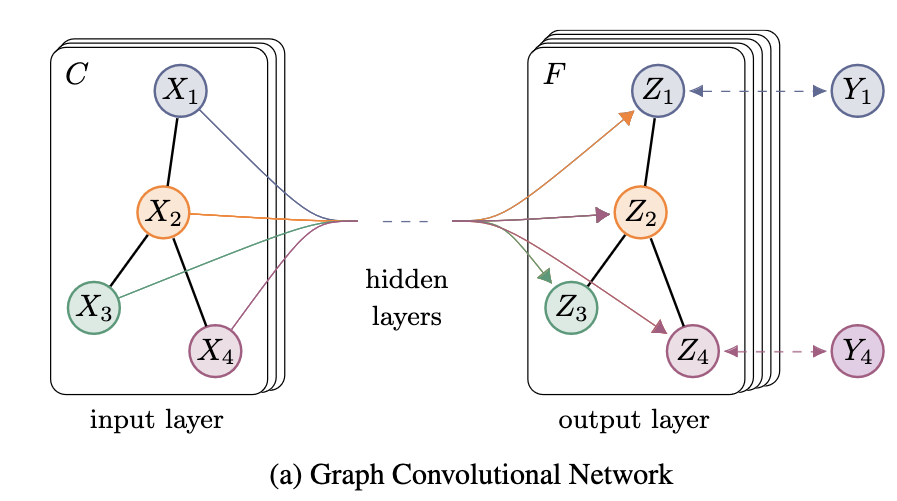 C
F
X₁
Z₁
Y₁
X₂
Z₂
hidden
layers
X₃
Z₃
X₄
Z₄
Y₄
input layer
output layer
(a) Graph Convolutional Network